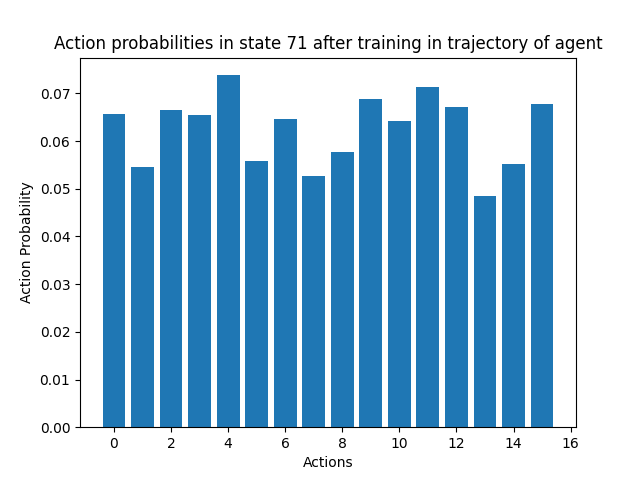 Action probabilities in state 71 after training in trajectory of agent
0.07
0.06
0.05
0.04
0.03
0.02
0.01
0.00
Action Probability
0 2 4 6 8 10 12 14 16
Actions